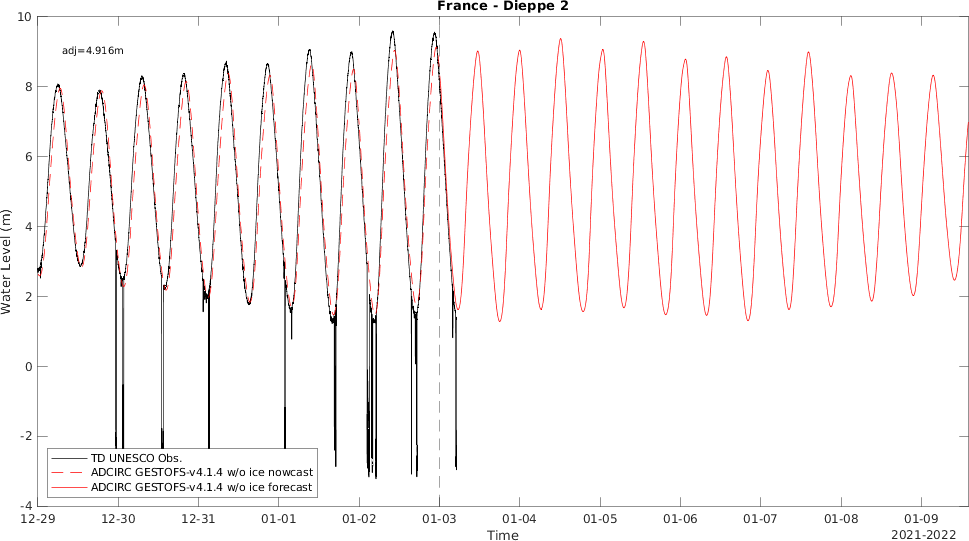 France - Dieppe 2
adj=4.916m
Water Level (m)
10
8
6
4
2
0
-2
-4
TD UNESCO Obs.
ADCIRC GESTOFS-v4.1.4 w/o ice nowcast
ADCIRC GESTOFS-v4.1.4 w/o ice forecast
12-29 12-30 12-31 01-01 01-02 01-03 01-04 01-05 01-06 01-07 01-08 01-09
Time
2021-2022